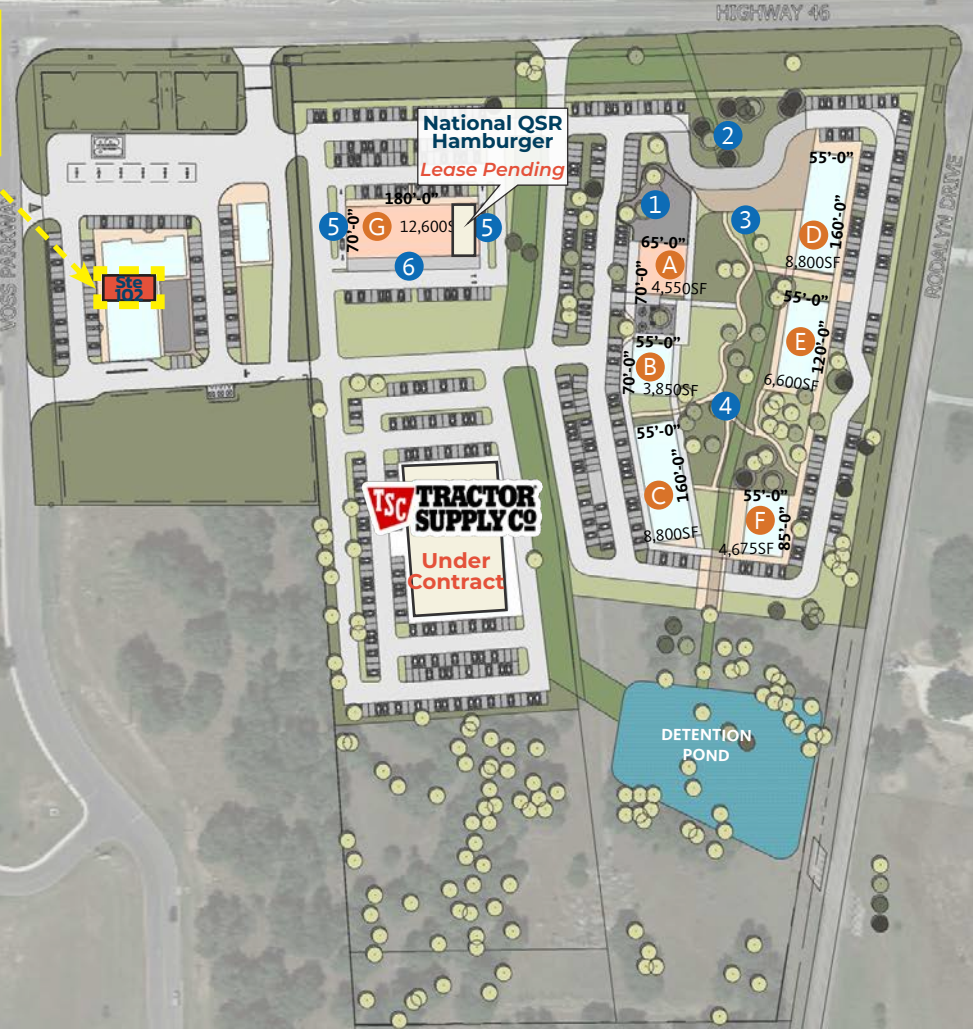 HIGHWAY 46
VOSS PARKWAY
RODALYN DRIVE
National QSR
Hamburger
Lease Pending
Ste
102
180'-0"
70'-0"
5
G
12,600S
5
6
2
1
3
65'-0"
A
70'-0"
4,550SF
55'-0"
B
70'-0"
3,850SF
55'-0"
C
160'-0"
8,800SF
55'-0"
D
160'-0"
8,800SF
55'-0"
E
120'-0"
6,600SF
4
55'-0"
F
85'-0"
4,675SF
TSC TRACTOR
SUPPLY CO
Under
Contract
DETENTION
POND